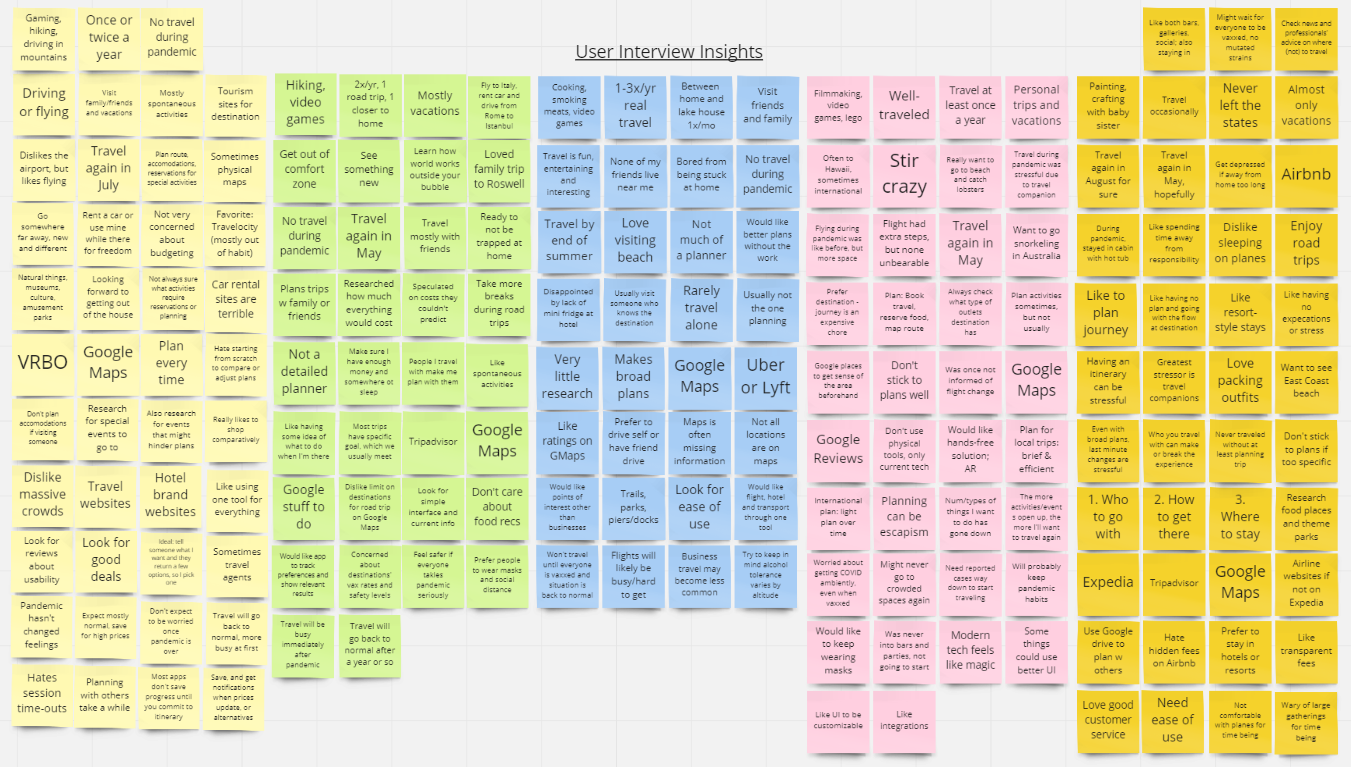 User Interview Insights
Gaming,
hiking,
driving in
mountains
Once or
twice a
year
No travel
during
pandemic
Driving
or flying
Visit
family/friends
and vacations
Mostly
spontaneous
activities
Tourism
sites for
destination
Dislikes the
airport, but
likes flying
Travel
again in
July
Plan route,
accomodations,
reservations for
special activities
Sometimes
physical
maps
Go
somewhere
far away, new
and different
Rent a car or
use mine
while there
for freedom
Not very
concerned
about
budgeting
Favorite:
Travelocity
(mostly out
of habit)
Natural things,
museums,
culture,
amusement
parks
Looking
forward to
getting out
of the house
Not always sure
what activities
require
reservations or
planning
Car rental
sites are
terrible
VRBO
Google
Maps
Plan
every
time
Hate starting
from scratch
to compare or
adjust plans
Don't plan
accomodations
if visiting
someone
Research
for special
events to
go to
Also research
for events
that might
hinder plans
Really likes to
shop
comparatively
Dislike
massive
crowds
Travel
websites
Hotel
brand
websites
Like using
one tool for
everything
Look for
reviews
about
usability
Look for
good
deals
Ideal: tell
someone what I
want and they
return a few
options, so I pick
one
Sometimes
travel
agents
Pandemic
hasn't
changed
feelings
Expect mostly
normal, save
for high prices
Don't expect
to be worried
once
pandemic is
over
Travel will go
back to
normal, more
busy at first
Hates
session
time-outs
Planning
with others
take a while
Most apps
don't save
progress until
you commit to
itinerary
Save, and get
notifications
when prices
update, or
alternatives
Hiking,
video
games
2x/yr, 1
road trip, 1
closer to
home
Mostly
vacations
Fly to Italy,
rent car and
drive from
Rome to
Istanbul
Get out of
comfort
zone
See
something
new
Learn how
world works
outside your
bubble
Loved
family trip
to Roswell
No travel
during
pandemic
Travel
again in
May
Travel
mostly with
friends
Ready to
not be
trapped at
home
Plans trips
w family or
friends
Researched
how much
everything
would cost
Speculated
on costs they
couldn't
predict
Take more
breaks
during road
trips
Not a
detailed
planner
Make sure I
have enough
money and
somewhere ot
sleep
People I travel
with make me
plan with them
Like
spontaneous
activities
Like having
some idea of
what to do
when I'm there
Most trips
have specific
goal, which we
usually meet
Tripadvisor
Google
Maps
Google
stuff to
do
Dislike limit on
destinations
for road trip
on Google
Maps
Look for
simple
interface and
current info
Don't care
about
food recs
Would like app
to track
preferences and
show relevant
results
Concerned
about
destinations'
vax rates and
safety levels
Feel safer if
everyone
takes
pandemic
seriously
Prefer people
to wear masks
and social
distance
Travel will be
busy
immediately
after
pandemic
Travel will
go back to
normal after
a year or so
Cooking,
smoking
meats, video
games
1-3x/yr
real
travel
Between
home and
lake house
1x/mo
Visit
friends
and family
Travel is fun,
entertaining
and
interesting
None of my
friends live
near me
Bored from
being stuck
at home
No travel
during
pandemic
Travel by
end of
summer
Love
visiting
beach
Not
much of
a planner
Would like
better plans
without the
work
Disappointed
by lack of
mini fridge at
hotel
Usually visit
someone who
knows the
destination
Rarely
travel
alone
Usually not
the one
planning
Very
little
research
Makes
broad
plans
Google
Maps
Uber
or Lyft
Like
ratings on
GMaps
Prefer to
drive self or
have friend
drive
Maps is
often
missing
information
Not all
locations
are on
maps
Would like
points of
interest other
than
businesses
Trails,
parks,
piers/docks
Look for
ease of
use
Would like
flight, hotel
and transport
through one
tool
Won't travel
until everyone
is vaxxed and
situation is
back to normal
Flights will
likely be
busy/hard
to get
Business
travel may
become less
common
Try to keep in
mind alcohol
tolerance
varies by
altitude
Filmmaking,
video
games, lego
Well-
traveled
Travel at
least once
a year
Personal
trips and
vacations
Often to
Hawaii,
sometimes
international
Stir
crazy
Really want to
go to beach
and catch
lobsters
Travel during
pandemic was
stressful due
to travel
companion
Flying during
pandemic was
like before, but
more space
Flight had
extra steps,
but none
unbearable
Travel
again in
May
Want to go
snorkeling
in Australia
Prefer
destination -
journey is an
expensive
chore
Plan: Book
travel,
reserve food,
map route
Always check
what type of
outlets
destination
has
Plan activities
sometimes,
but not
usually
Google places
to get sense of
the area
beforehand
Don't
stick to
plans well
Was once not
informed of
flight change
Google
Maps
Google
Reviews
Don't use
physical
tools, only
current tech
Would like
hands-free
solution;
AR
Plan for
local trips:
brief &
efficient
International
plan: light
plan over
time
Planning
can be
escapism
Num/types of
things I want
to do has
gone down
The more
activities/event
s open up, the
more I'll want
to travel again
Worried about
getting COVID
ambiently,
even when
vaxxed
Might never
go to
crowded
spaces again
Need reported
cases way
down to start
traveling
Will probably
keep
pandemic
habits
Would like
to keep
wearing
masks
Was never
into bars and
parties, not
going to start
Modern
tech feels
like magic
Some
things
could use
better UI
Like UI to be
customizable
Like
integrations
Like both bars,
galleries,
social; also
staying in
Might wait for
everyone to be
vaxxed, no
mutated
strains
Check news and
professionals'
advice on where
(not) to travel
Painting,
crafting
with baby
sister
Travel
occasionally
Never
left the
states
Almost
only
vacations
Travel
again in
August for
sure
Travel
again in
May,
hopefully
Get depressed
if away from
home too long
Airbnb
During
pandemic,
stayed in cabin
with hot tub
Like spending
time away
from
responsibility
Dislike
sleeping
on planes
Enjoy
road
trips
Like to
plan
journey
Like having no
plan and going
with the flow
at destination
Like
resort-
style stays
Like having
no
expecations
or stress
Having an
itinerary
can be
stressful
Greatest
stressor is
travel
companions
Love
packing
outfits
Want to see
East Coast
beach
Even with
broad plans,
last minute
changes are
stressful
Who you travel
with can make
or break the
experience
Never traveled
without at
least planning
trip
Don't stick
to plans if
too specific
1. Who
to go
with
2. How
to get
there
3.
Where
to stay
Research
food places
and theme
parks
Expedia
Tripadvisor
Google
Maps
Airline
websites if
not on
Expedia
Use Google
drive to
plan w
others
Hate
hidden fees
on Airbnb
Prefer to
stay in
hotels or
resorts
Like
transparent
fees
Love good
customer
service
Need
ease of
use
Not
comfortable
with planes for
time being
Wary of large
gatherings
for time
being